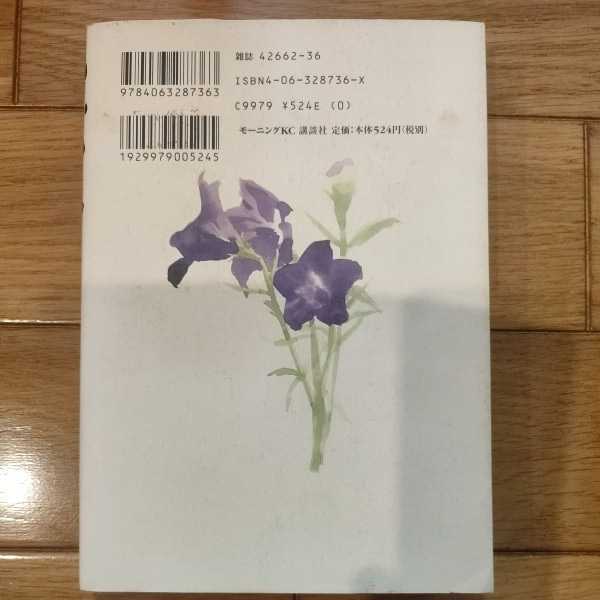 雑誌 42662-36
ISBN4-06-328736-X
9784063287363
C9979 ¥524E (0)
モーニングKC 講談社 定価：本体524円(税別)
1929979005245